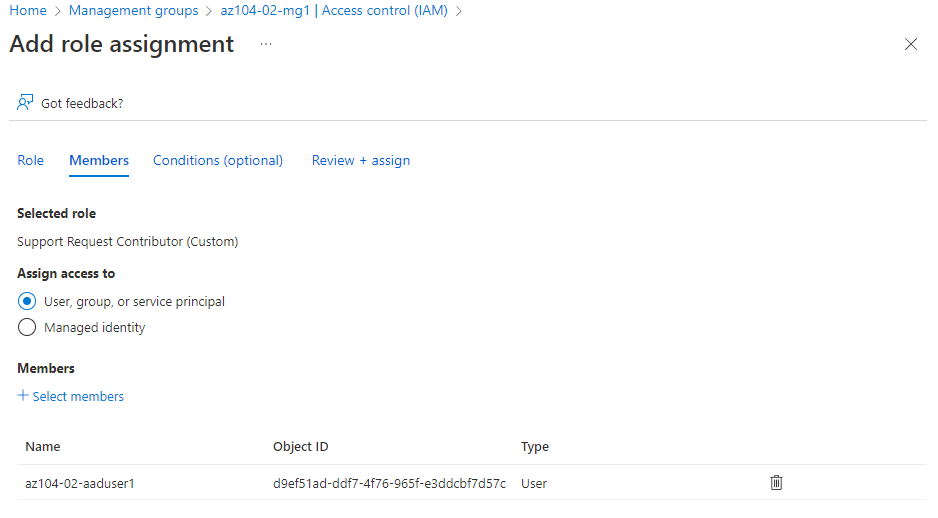 Home > Management groups > az104-02-mg1 | Access control (IAM) >
Add role assignment ...
Got feedback?
Role Members Conditions (optional) Review + assign
Selected role
Support Request Contributor (Custom)
Assign access to
User, group, or service principal
Managed identity
Members
+ Select members
Name Object ID Type
az104-02-aaduser1 d9ef51ad-ddf7-4f76-965f-e3ddcbf7d57c User